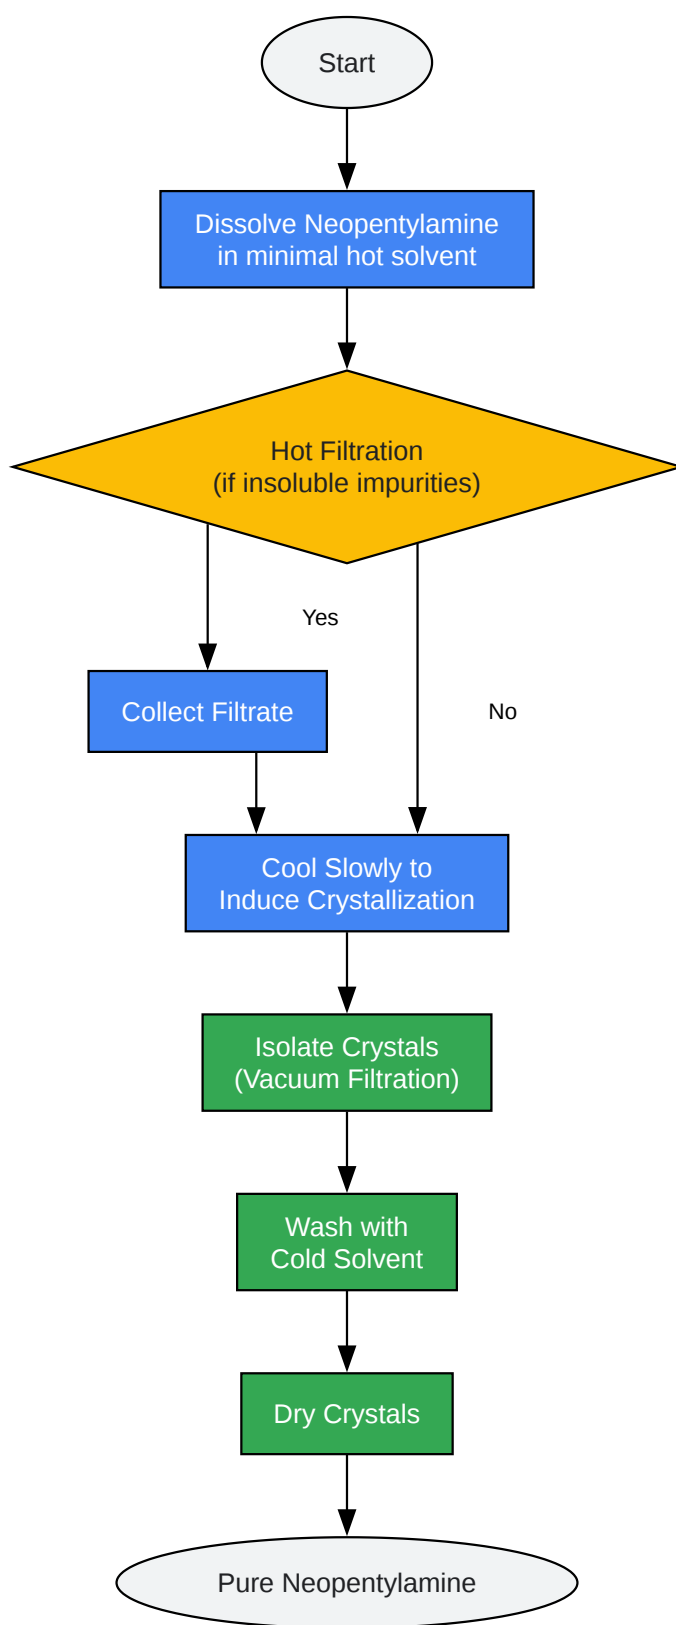 Start
Dissolve Neopentylamine
in minimal hot solvent
Hot Filtration
(if insoluble impurities)
Yes
Collect Filtrate
No
Cool Slowly to
Induce Crystallization
Isolate Crystals
(Vacuum Filtration)
Wash with
Cold Solvent
Dry Crystals
Pure Neopentylamine